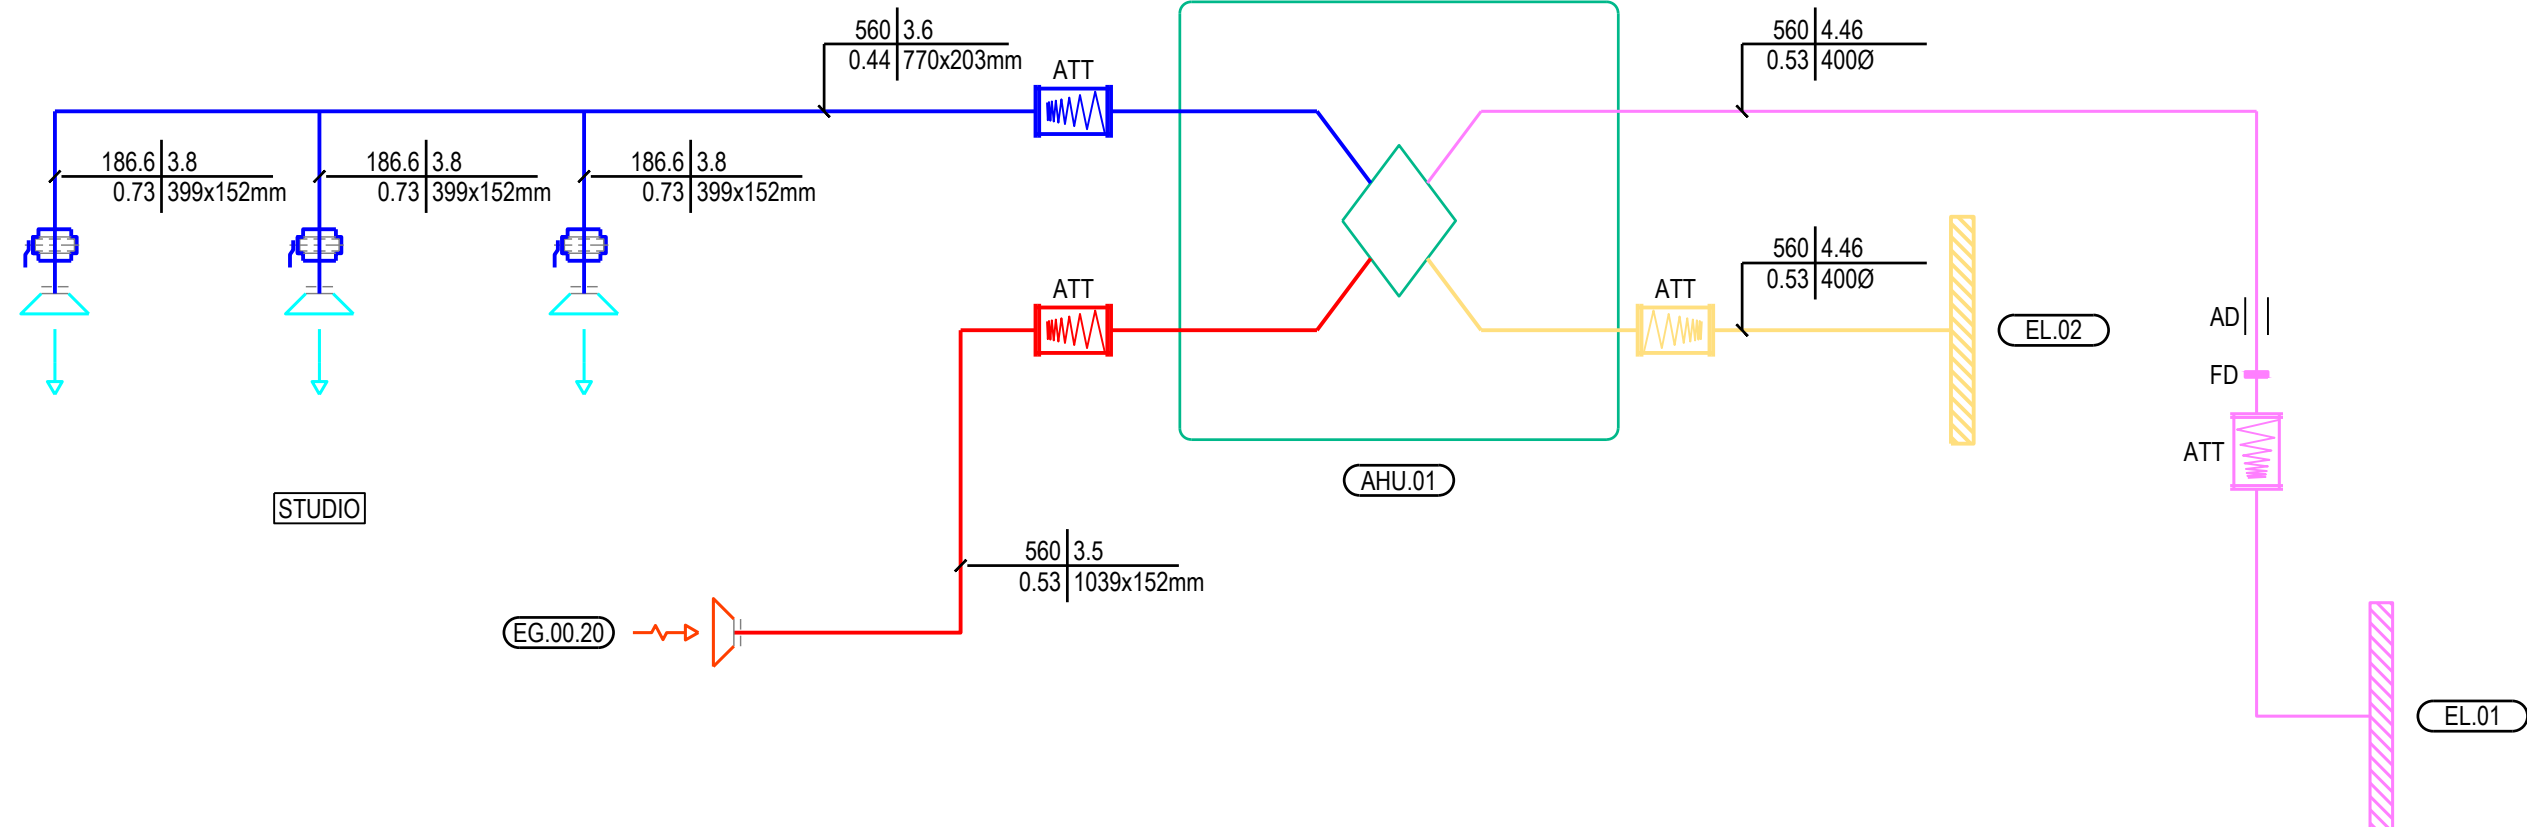 560 3.6
0.44 770x203mm
ATT
560 4.46
0.53 400Ø
186.6 3.8
0.73 399x152mm
186.6 3.8
0.73 399x152mm
186.6 3.8
0.73 399x152mm
ATT
ATT
560 4.46
0.53 400Ø
EL.02
AD
FD
ATT
AHU.01
STUDIO
560 3.5
0.53 1039x152mm
EG.00.20
EL.01